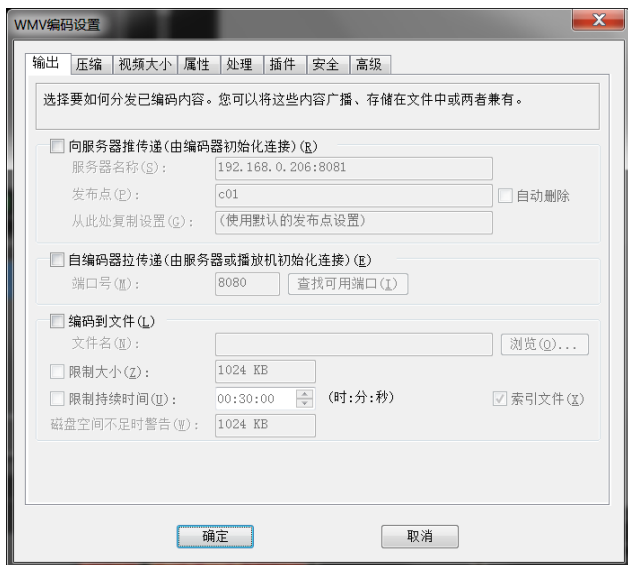 WMV编码设置
输出 压缩 视频大小 属性 处理 插件 安全 高级
选择要如何分发已编码内容。您可以将这些内容广播、存储在文件中或两者兼有。
向服务器推传递(由编码器初始化连接)(R)
服务器名称(S): 192.168.0.206:8081
发布点(P): c01 自动删除
从此处复制设置(G): (使用默认的发布点设置)
自编码器拉传递(由服务器或播放机初始化连接)(E)
端口号(M): 8080 查找可用端口(I)
编码到文件(L)
文件名(N): 浏览(O)...
限制大小(Z): 1024 KB
限制持续时间(U): 00:30:00 (时:分:秒) 索引文件(X)
磁盘空间不足时警告(W): 1024 KB
确定 取消